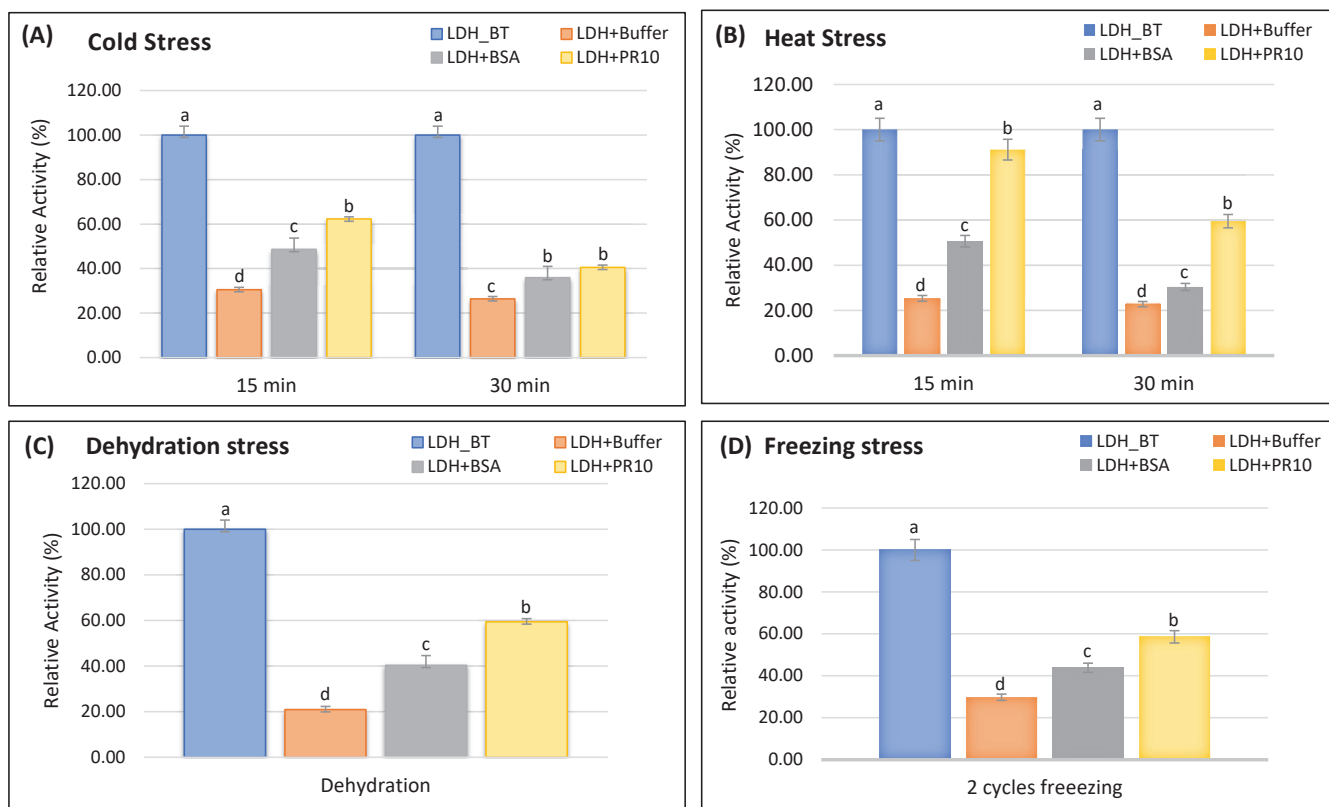 (A) Cold Stress
LDH_BT LDH+Buffer
LDH+BSA LDH+PR10
Relative Activity (%)
120.00
100.00
80.00
60.00
40.00
20.00
0.00
a d c b a c b b
15 min 30 min
(B) Heat Stress
LDH_BT LDH+Buffer
LDH+BSA LDH+PR10
Relative Activity (%)
120.00
100.00
80.00
60.00
40.00
20.00
0.00
a d c b a d c b
15 min 30 min
(C) Dehydration stress
LDH_BT LDH+Buffer
LDH+BSA LDH+PR10
Relative Activity (%)
120.00
100.00
80.00
60.00
40.00
20.00
0.00
a d c b
Dehydration
(D) Freezing stress
LDH_BT LDH+Buffer
LDH+BSA LDH+PR10
Relative activity (%)
120.00
100.00
80.00
60.00
40.00
20.00
0.00
a d c b
2 cycles freeezing